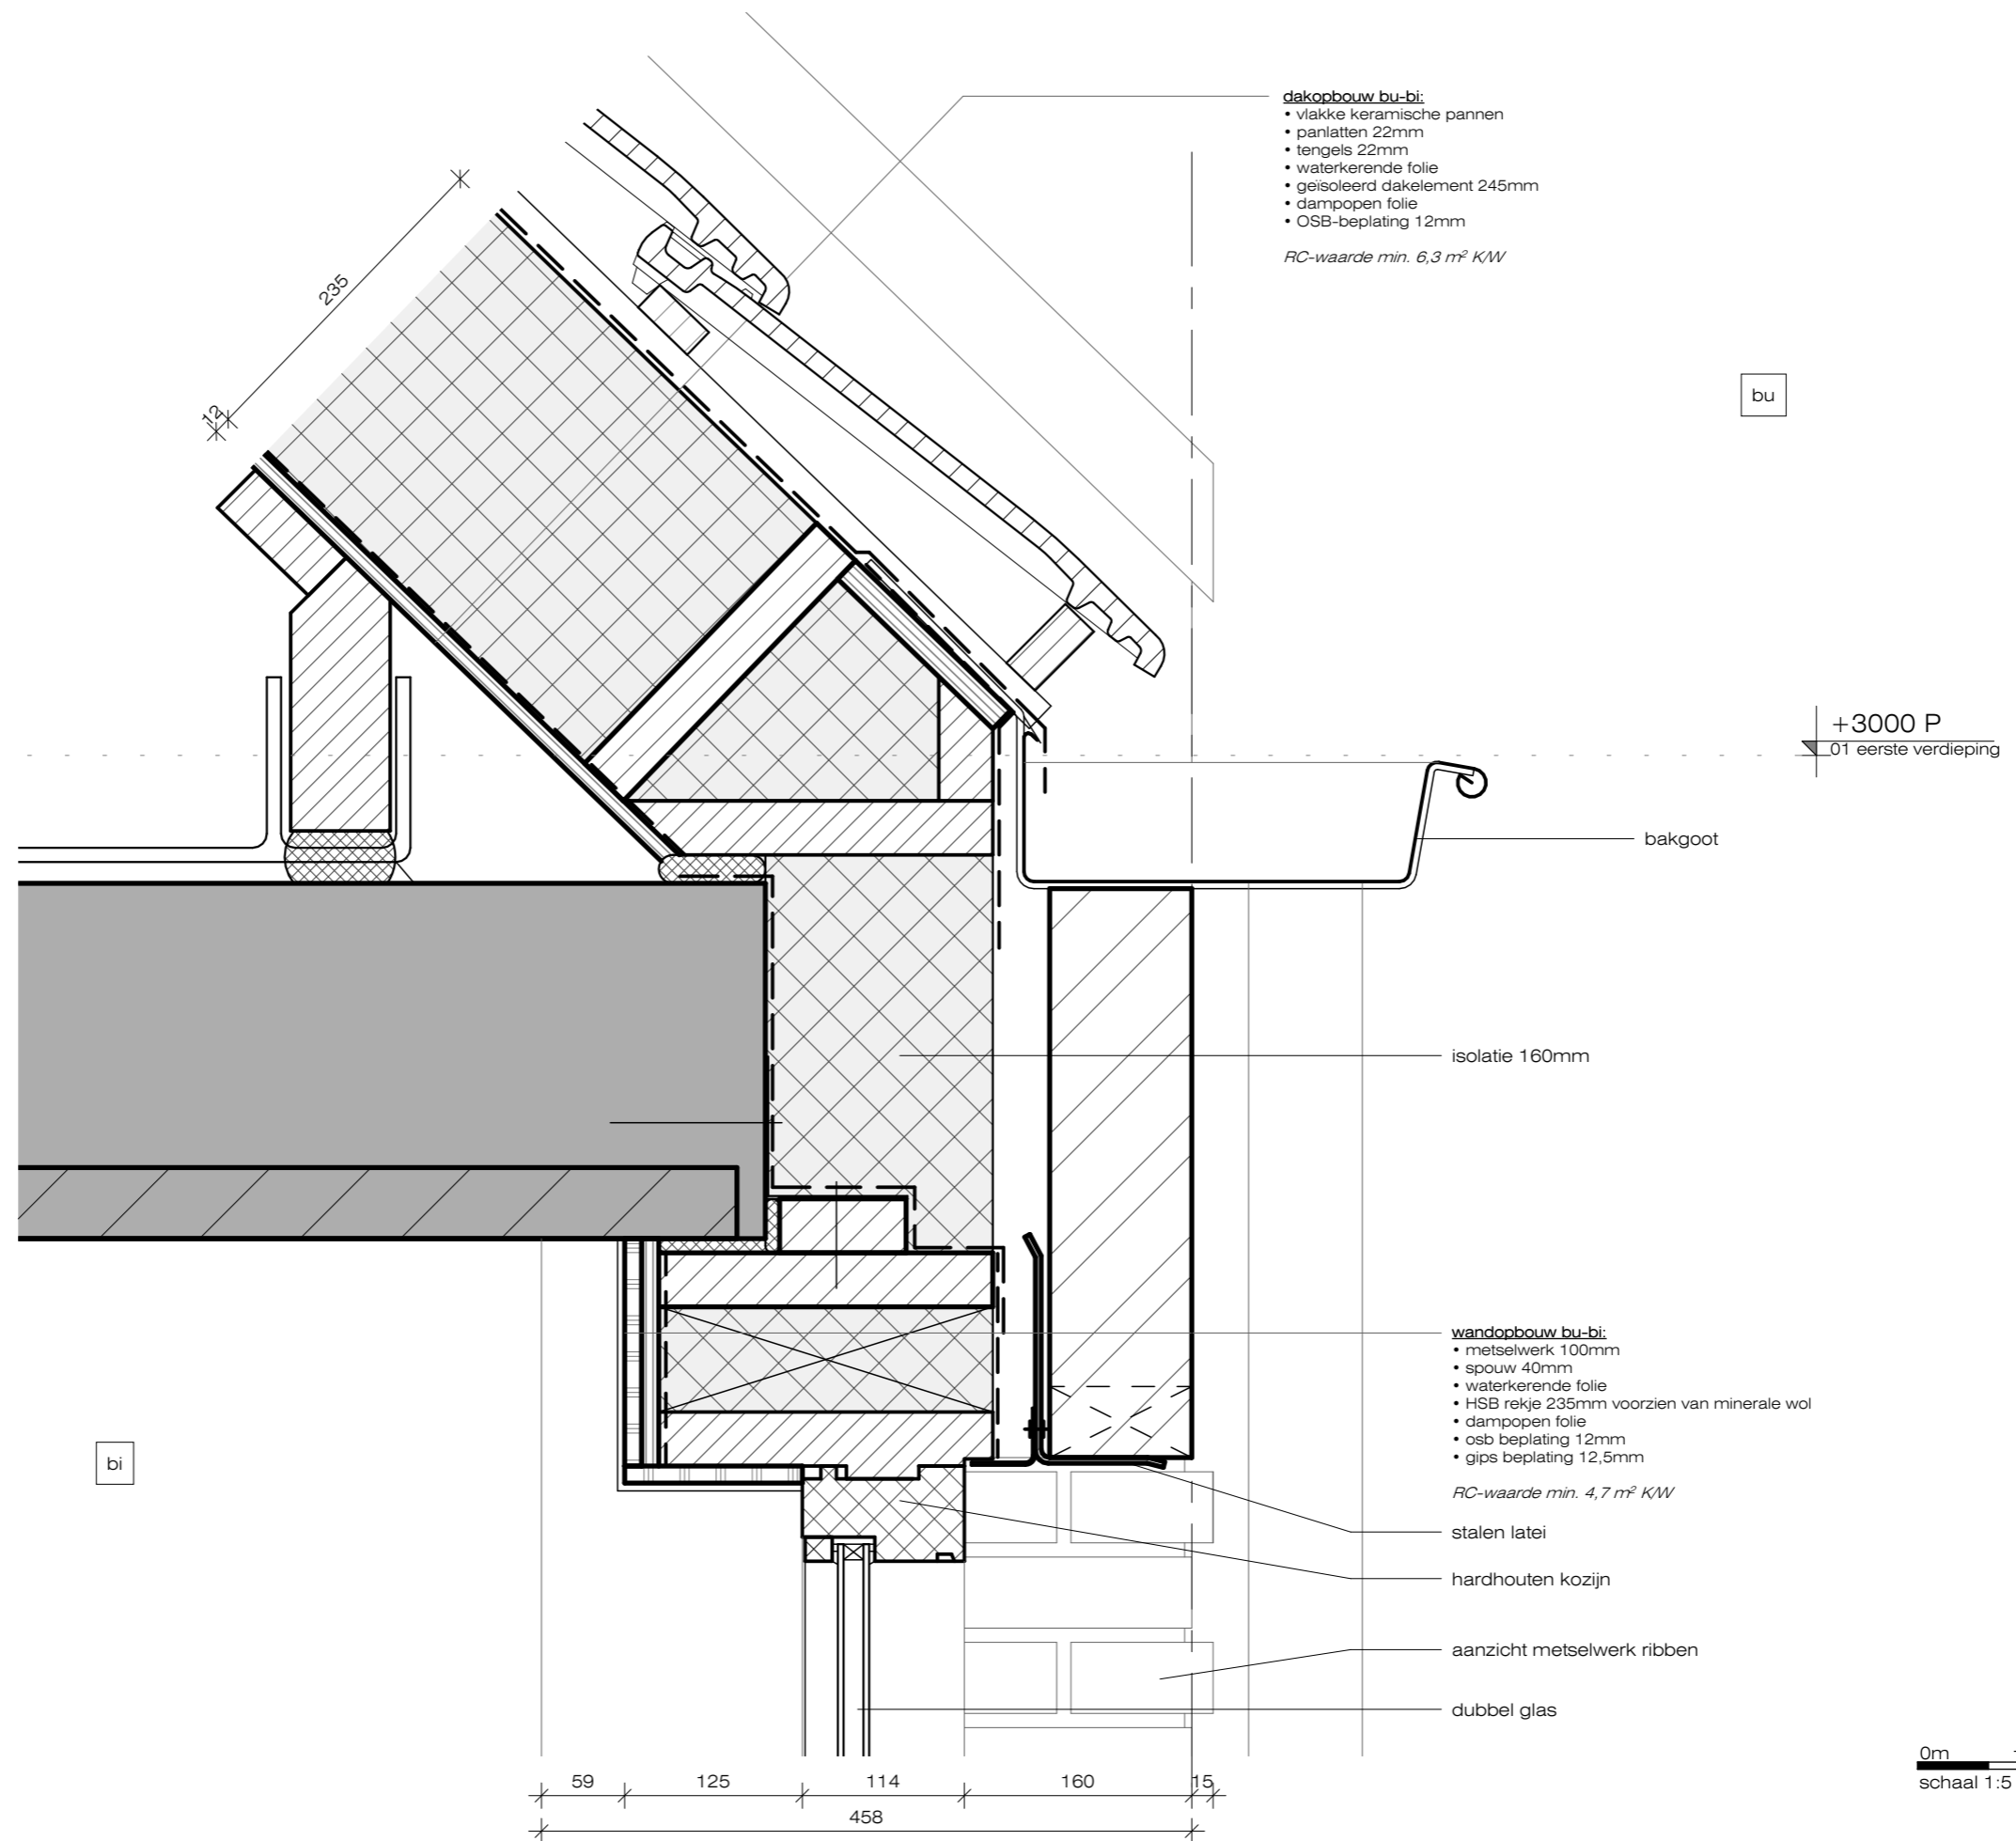 dakopbouw bu-bi:
• vlakke keramische pannen
• panlatten 22mm
• tengels 22mm
• waterkerende folie
• geïsoleerd dakelement 245mm
• dampopen folie
• OSB-beplating 12mm
RC-waarde min. 6,3 m² K/W
235
12
bu
+3000 P
01 eerste verdieping
bakgoot
isolatie 160mm
wandopbouw bu-bi:
• metselwerk 100mm
• spouw 40mm
• waterkerende folie
• HSB rekje 235mm voorzien van minerale wol
• dampopen folie
• osb beplating 12mm
• gips beplating 12,5mm
RC-waarde min. 4,7 m² K/W
bi
stalen latei
hardhouten kozijn
aanzicht metselwerk ribben
dubbel glas
0m
schaal 1:5
59 125 114 160 15
458